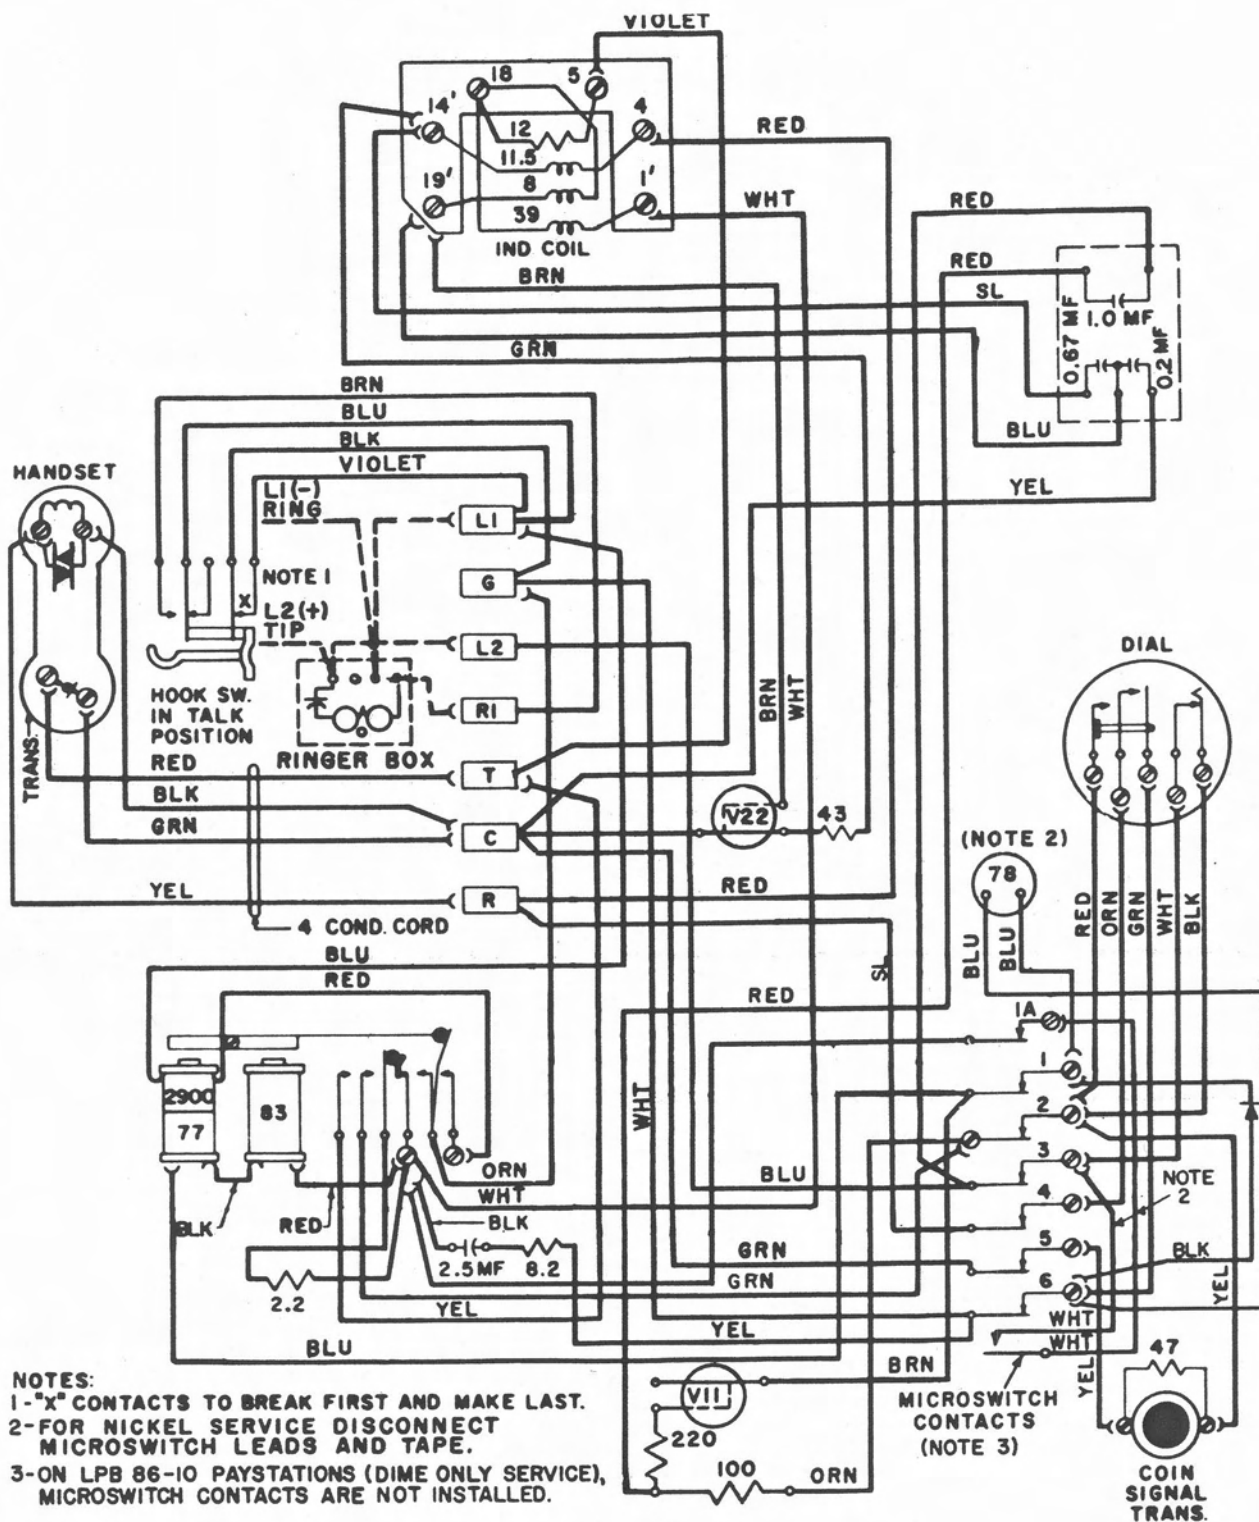 VIOLET
18
5
14'
4
12
RED
11.5
19'
8
1'
WHT
RED
39
IND COIL
RED
BRN
SL
0.67 MF
1.0 MF
0.2 MF
GRN
BRN
BLU
BLU
BLK
HANDSET
VIOLET
YEL
L1(-)
RING
L1
NOTE 1
G
X
L2(+)
TIP
L2
DIAL
HOOK SW.
IN TALK
POSITION
R1
BRN
WHT
TRANS.
RINGER BOX
RED
T
BLK
V22
43
GRN
C
(NOTE 2)
78
RED
ORN
GRN
WHT
BLK
YEL
R
RED
4 COND. CORD
BLU
SL
BLU
BLU
RED
RED
1A
2900
77
83
WHT
1
2
ORN
3
BLU
WHT
NOTE
2
BLK
RED
BLK
4
2.5MF
8.2
GRN
5
BLK
2.2
GRN
6
YEL
YEL
YEL
WHT
BLU
WHT
47
BRN
YEL
NOTES:
1-"X" CONTACTS TO BREAK FIRST AND MAKE LAST.
2-FOR NICKEL SERVICE DISCONNECT
MICROSWITCH LEADS AND TAPE.
3-ON LPB 86-10 PAYSTATIONS (DIME ONLY SERVICE),
MICROSWITCH CONTACTS ARE NOT INSTALLED.
V11
MICROSWITCH
CONTACTS
(NOTE 3)
220
100
ORN
COIN
SIGNAL
TRANS.